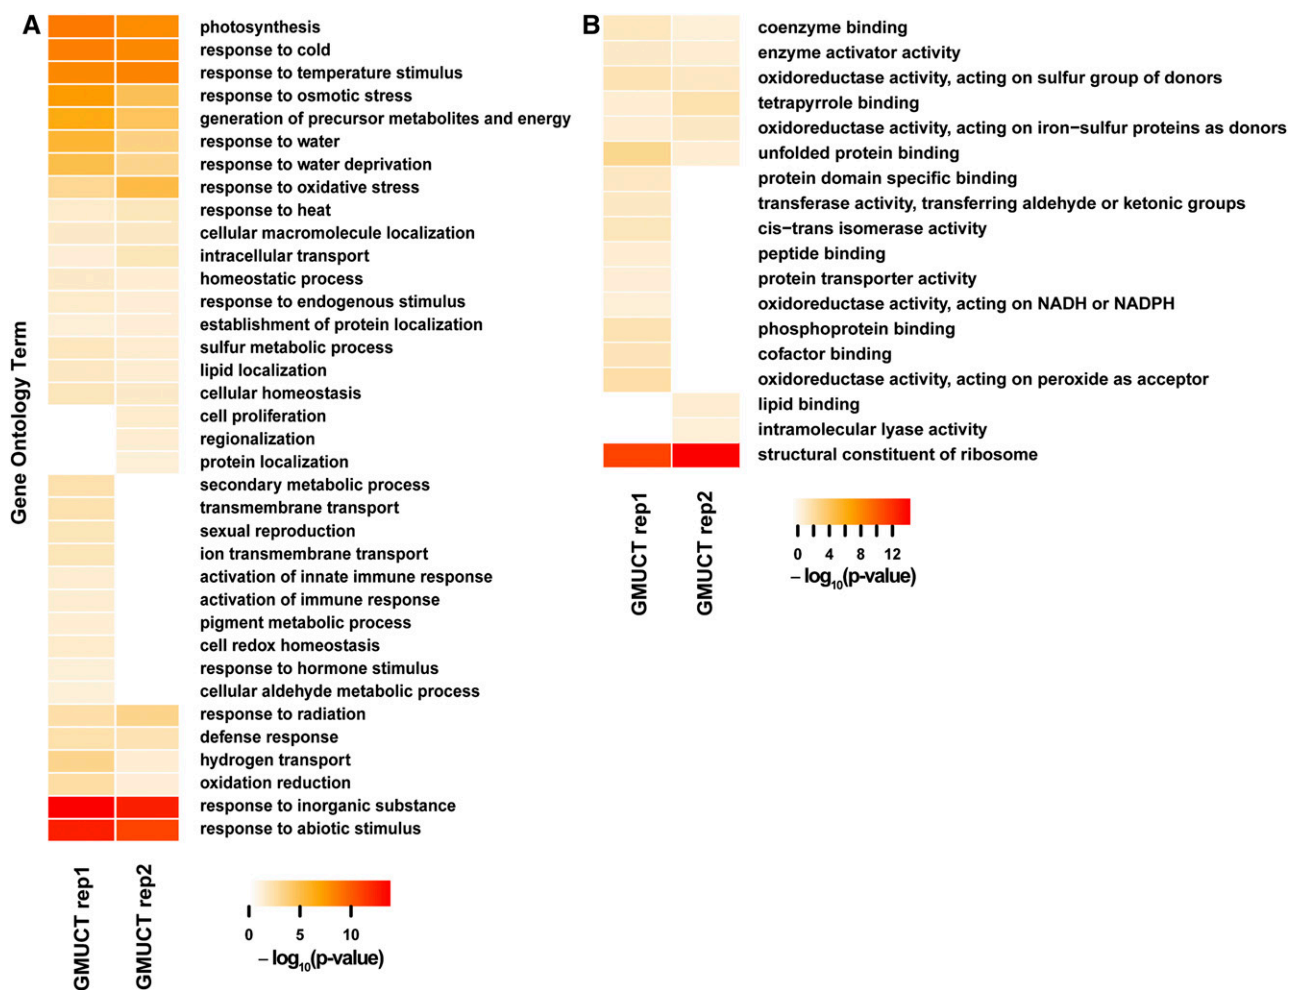 A
Gene Ontology Term
photosynthesis
response to cold
response to temperature stimulus
response to osmotic stress
generation of precursor metabolites and energy
response to water
response to water deprivation
response to oxidative stress
response to heat
cellular macromolecule localization
intracellular transport
homeostatic process
response to endogenous stimulus
establishment of protein localization
sulfur metabolic process
lipid localization
cellular homeostasis
cell proliferation
regionalization
protein localization
secondary metabolic process
transmembrane transport
sexual reproduction
ion transmembrane transport
activation of innate immune response
activation of immune response
pigment metabolic process
cell redox homeostasis
response to hormone stimulus
cellular aldehyde metabolic process
response to radiation
defense response
hydrogen transport
oxidation reduction
response to inorganic substance
response to abiotic stimulus
GMUCT rep1
GMUCT rep2
0 5 10
– log₁₀(p-value)
B
coenzyme binding
enzyme activator activity
oxidoreductase activity, acting on sulfur group of donors
tetrapyrrole binding
oxidoreductase activity, acting on iron−sulfur proteins as donors
unfolded protein binding
protein domain specific binding
transferase activity, transferring aldehyde or ketonic groups
cis−trans isomerase activity
peptide binding
protein transporter activity
oxidoreductase activity, acting on NADH or NADPH
phosphoprotein binding
cofactor binding
oxidoreductase activity, acting on peroxide as acceptor
lipid binding
intramolecular lyase activity
structural constituent of ribosome
GMUCT rep1
GMUCT rep2
0 4 8 12
– log₁₀(p-value)